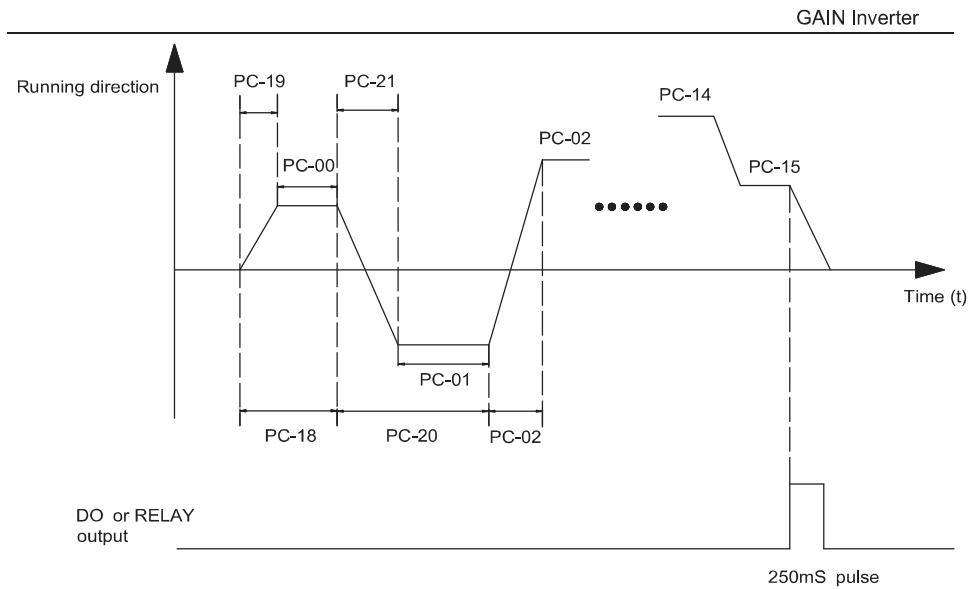 GAIN Inverter
Running direction
PC-19
PC-21
PC-14
PC-02
PC-00
PC-15
Time (t)
PC-01
PC-18
PC-20
PC-02
DO or RELAY
output
250mS pulse